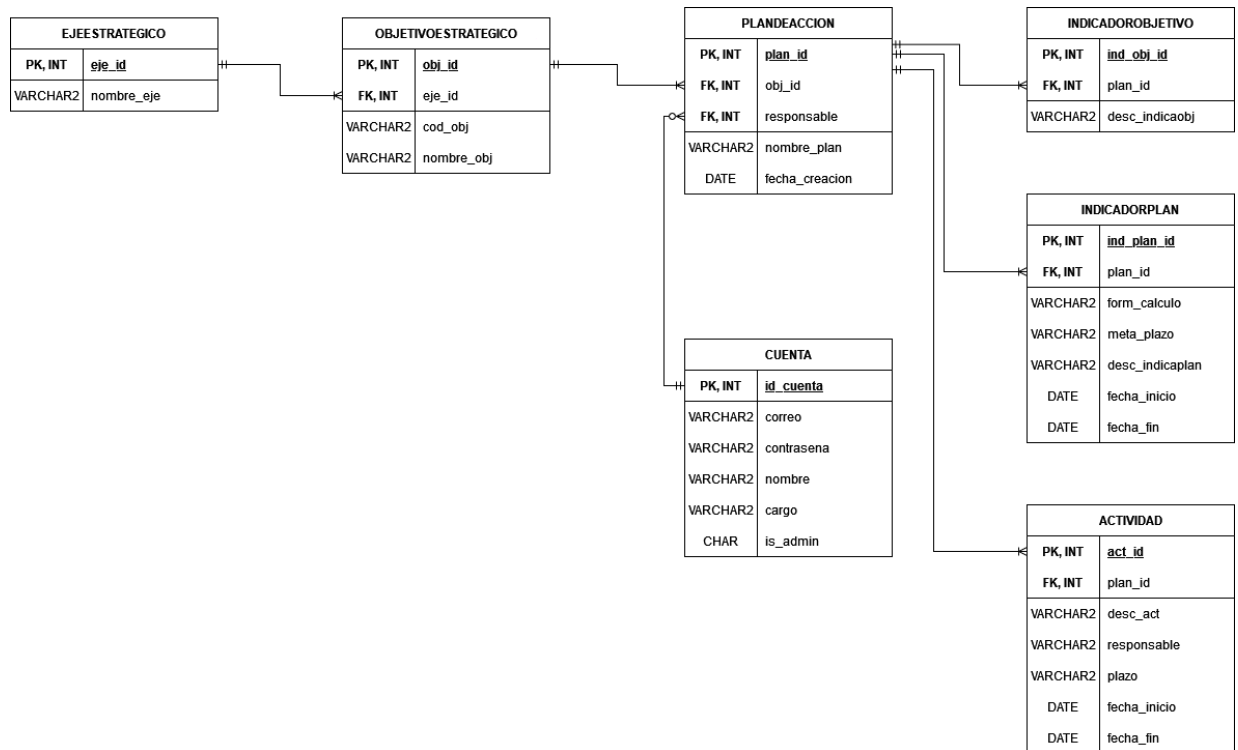 EJEESTRATEGICO
PK, INT eje_id
VARCHAR2 nombre_eje
OBJETIVOESTRATEGICO
PK, INT obj_id
FK, INT eje_id
VARCHAR2 cod_obj
VARCHAR2 nombre_obj
PLANDEACCION
PK, INT plan_id
FK, INT obj_id
FK, INT responsable
VARCHAR2 nombre_plan
DATE fecha_creacion
INDICADOROBJETIVO
PK, INT ind_obj_id
FK, INT plan_id
VARCHAR2 desc_indicaobj
INDICADORPLAN
PK, INT ind_plan_id
FK, INT plan_id
VARCHAR2 form_calculo
VARCHAR2 meta_plazo
VARCHAR2 desc_indicaplan
DATE fecha_inicio
DATE fecha_fin
CUENTA
PK, INT id_cuenta
VARCHAR2 correo
VARCHAR2 contrasena
VARCHAR2 nombre
VARCHAR2 cargo
CHAR is_admin
ACTIVIDAD
PK, INT act_id
FK, INT plan_id
VARCHAR2 desc_act
VARCHAR2 responsable
VARCHAR2 plazo
DATE fecha_inicio
DATE fecha_fin